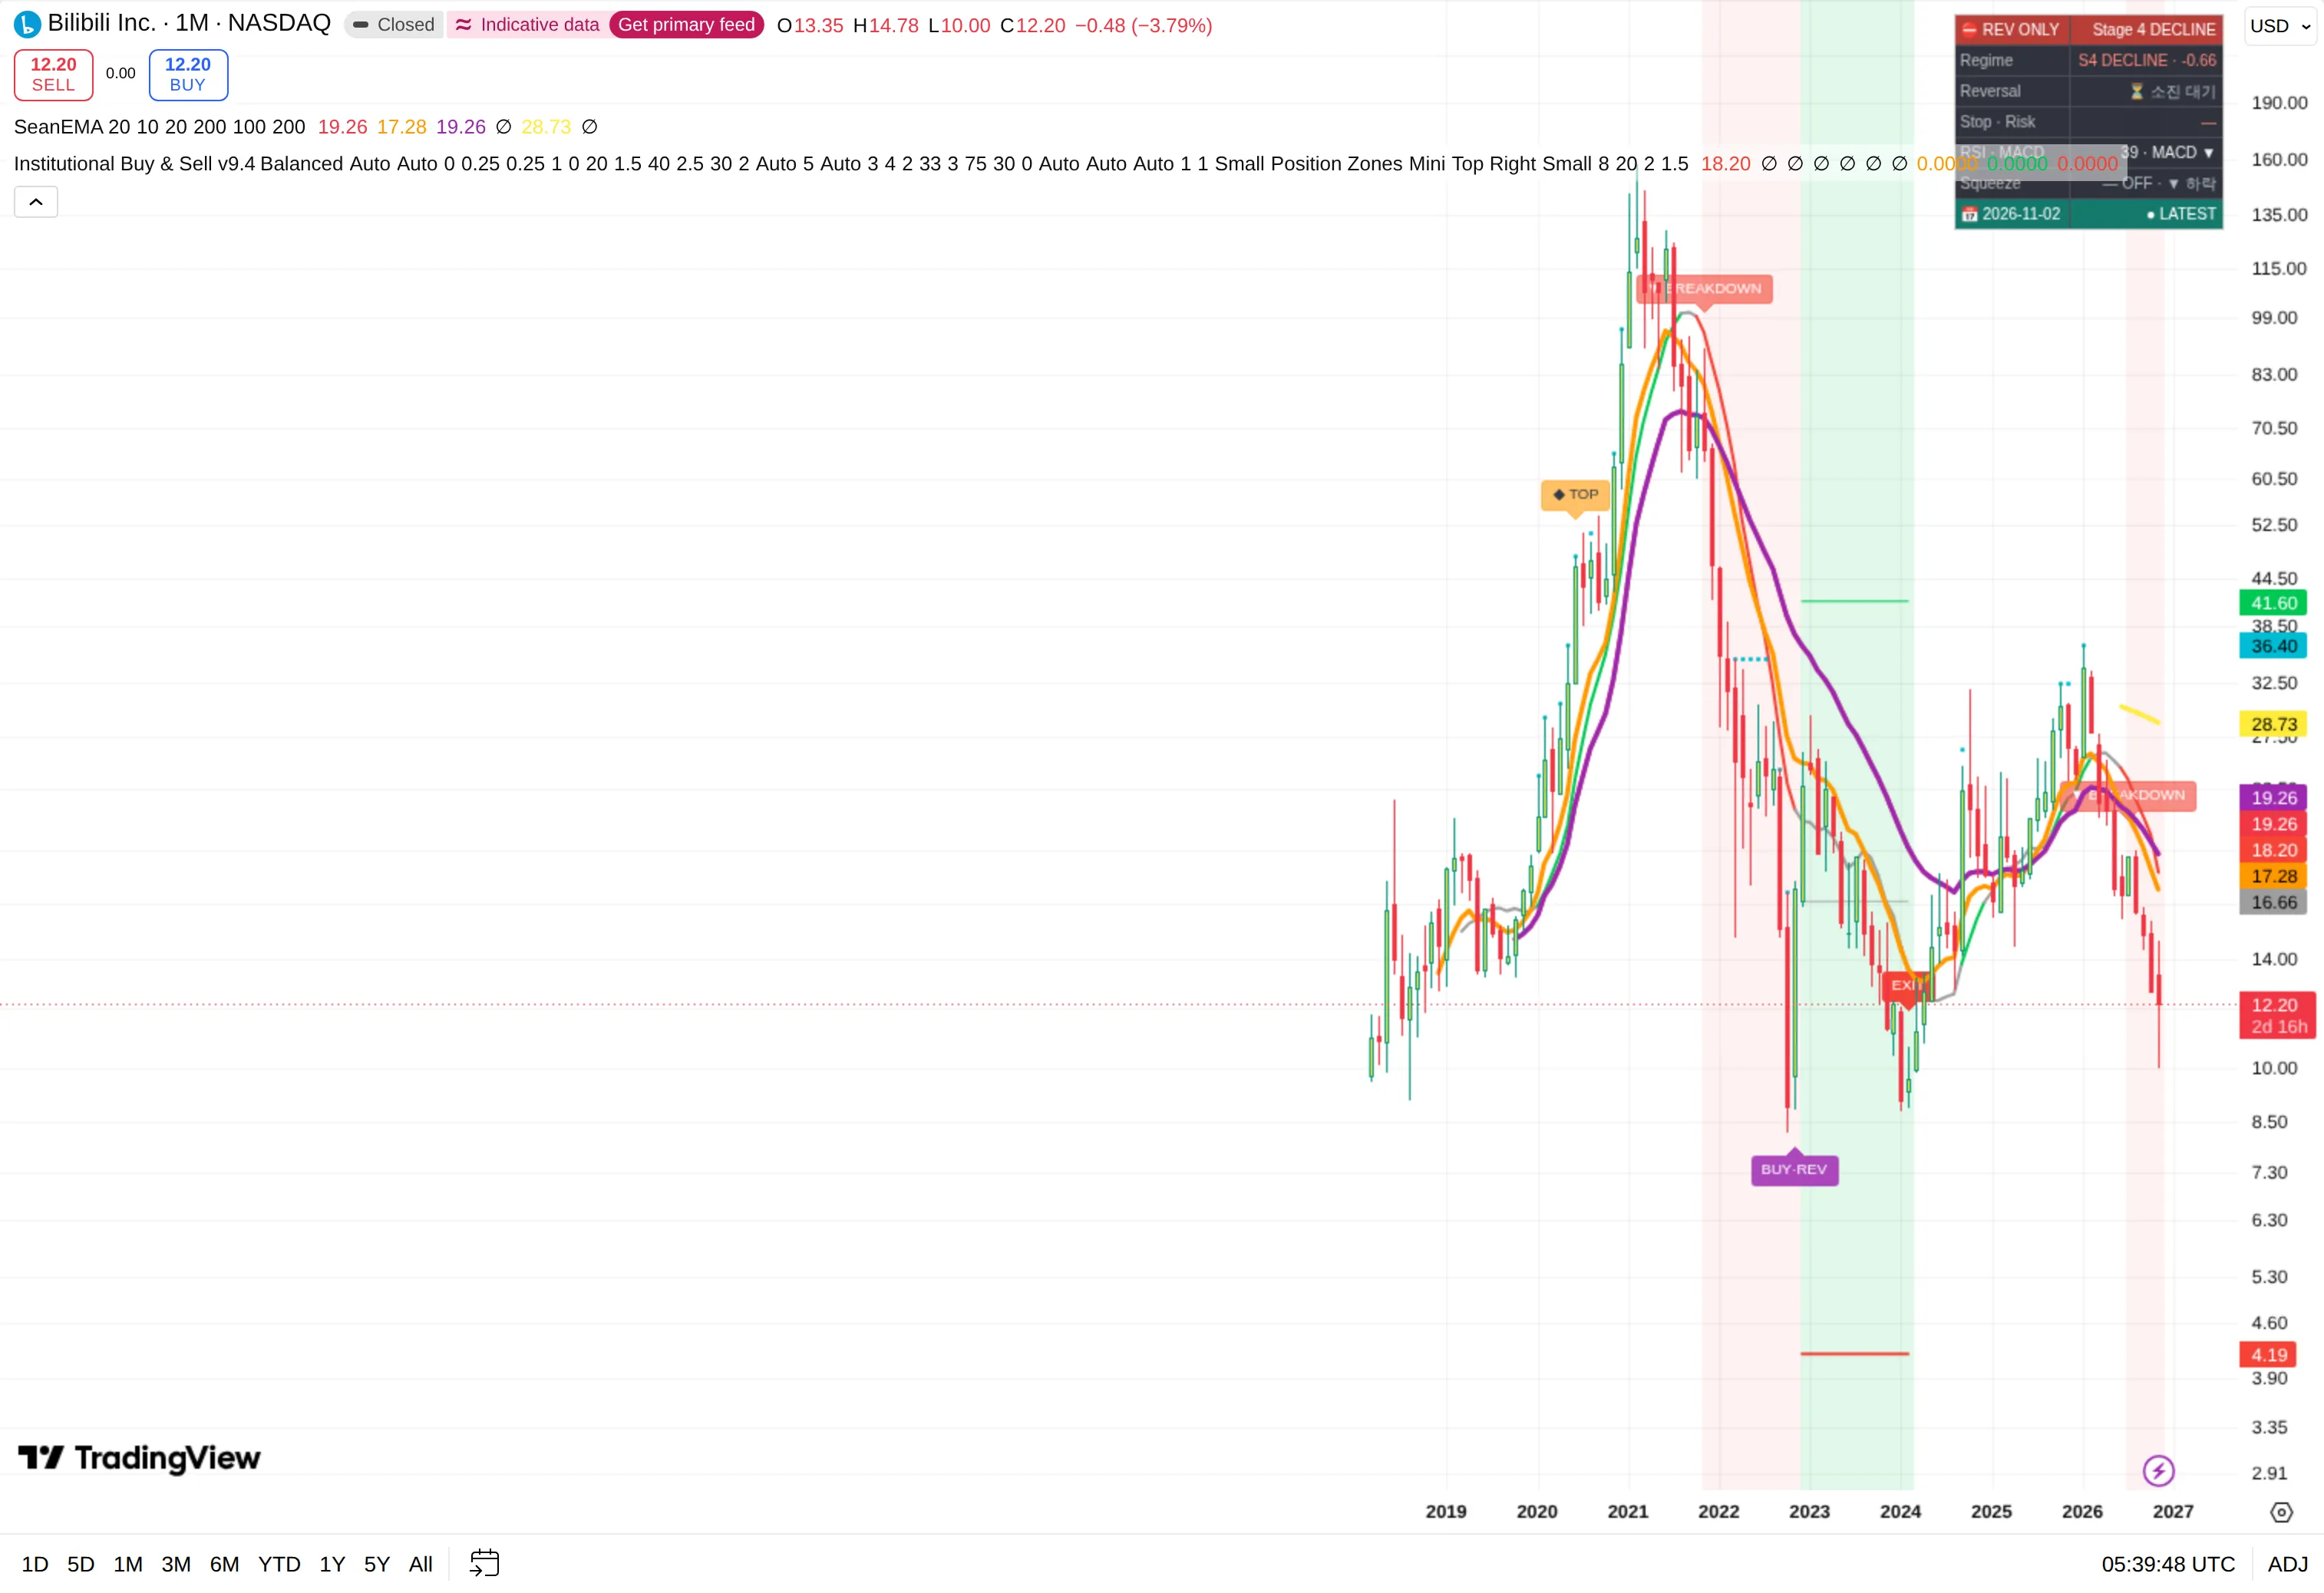 Bilibili Inc. · 1M · NASDAQ Closed Indicative data Get primary feed O13.35 H14.78 L10.00 C12.20 −0.48 (−3.79%)
12.20 SELL 0.00 12.20 BUY
SeanEMA 20 10 20 200 100 200 19.26 17.28 19.26 ∅ 28.73 ∅
Institutional Buy & Sell v9.4 Balanced Auto Auto 0 0.25 0.25 1 0 20 1.5 40 2.5 30 2 Auto 5 Auto 3 4 2 33 3 75 30 0 Auto Auto Auto 1 1 Small Position Zones Mini Top Right Small 8 20 2 1.5 18.20 ∅ ∅ ∅ ∅ ∅ ∅ 0.0000 0.0000 0.0000
⛔ REV ONLY Stage 4 DECLINE
Regime S4 DECLINE · -0.66
Reversal ⏳ 소진 대기
Stop · Risk —
RSI · MACD 39 · MACD ▼
Squeeze — OFF · ▼ 하락
📅 2026-11-02 ● LATEST
USD
190.00
160.00
135.00
115.00
99.00
83.00
70.50
60.50
52.50
44.50
41.60
38.50
36.40
32.50
28.73
27.50
19.26
19.26
18.20
17.28
16.66
14.00
12.20
2d 16h
10.00
8.50
7.30
6.30
5.30
4.60
4.19
3.90
3.35
2.91
BREAKDOWN
◆ TOP
BREAKDOWN
EXIT
BUY-REV
TradingView
2019 2020 2021 2022 2023 2024 2025 2026 2027
1D 5D 1M 3M 6M YTD 1Y 5Y All 05:39:48 UTC ADJ